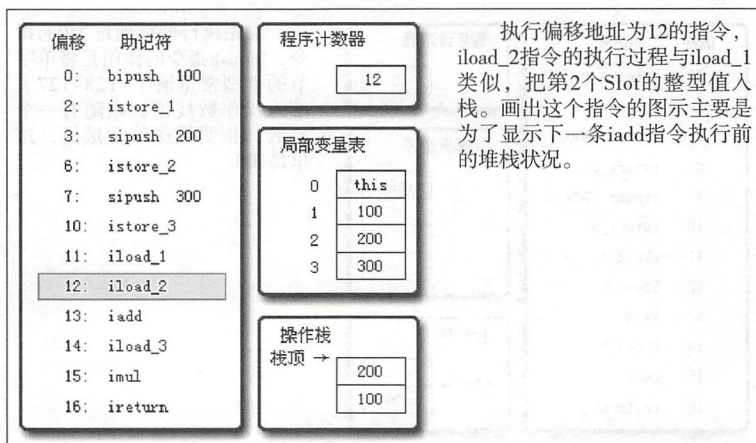 偏移 助记符
0: bipush 100
2: istore_1
3: sipush 200
6: istore_2
7: sipush 300
10: istore_3
11: iload_1
12: iload_2
13: iadd
14: iload_3
15: imul
16: ireturn
程序计数器
12
局部变量表
0 this
1 100
2 200
3 300
操作栈
栈顶 → 200
100
执行偏移地址为12的指令，
iload_2指令的执行过程与iload_1
类似，把第2个Slot的整型值入
栈。画出这个指令的图示主要是
为了显示下一条iadd指令执行前
的堆栈状况。